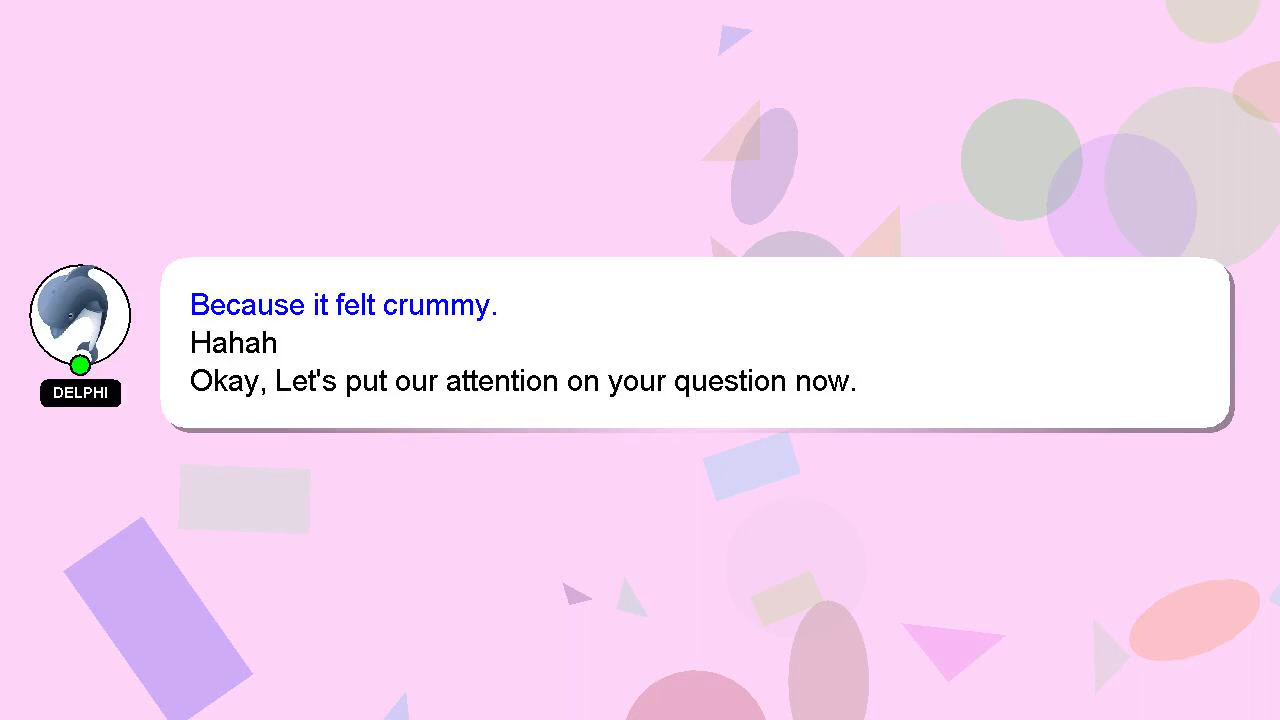 Because it felt crummy.
Hahah
Okay, Let's put our attention on your question now.
DELPHI